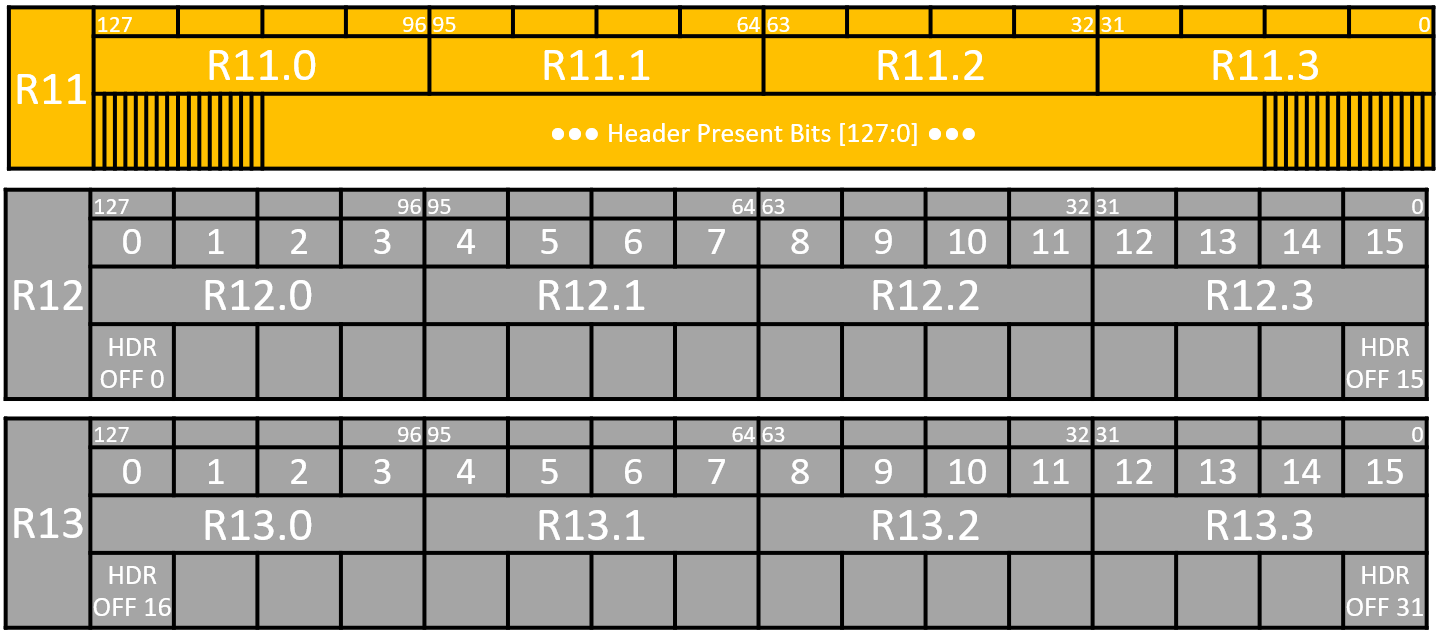 127 96 95 64 63 32 31 0
R11 R11.0 R11.1 R11.2 R11.3
●●● Header Present Bits [127:0] ●●●
127 96 95 64 63 32 31 0
0 1 2 3 4 5 6 7 8 9 10 11 12 13 14 15
R12 R12.0 R12.1 R12.2 R12.3
HDR HDR
OFF 0 OFF 15
127 96 95 64 63 32 31 0
0 1 2 3 4 5 6 7 8 9 10 11 12 13 14 15
R13 R13.0 R13.1 R13.2 R13.3
HDR HDR
OFF 16 OFF 31